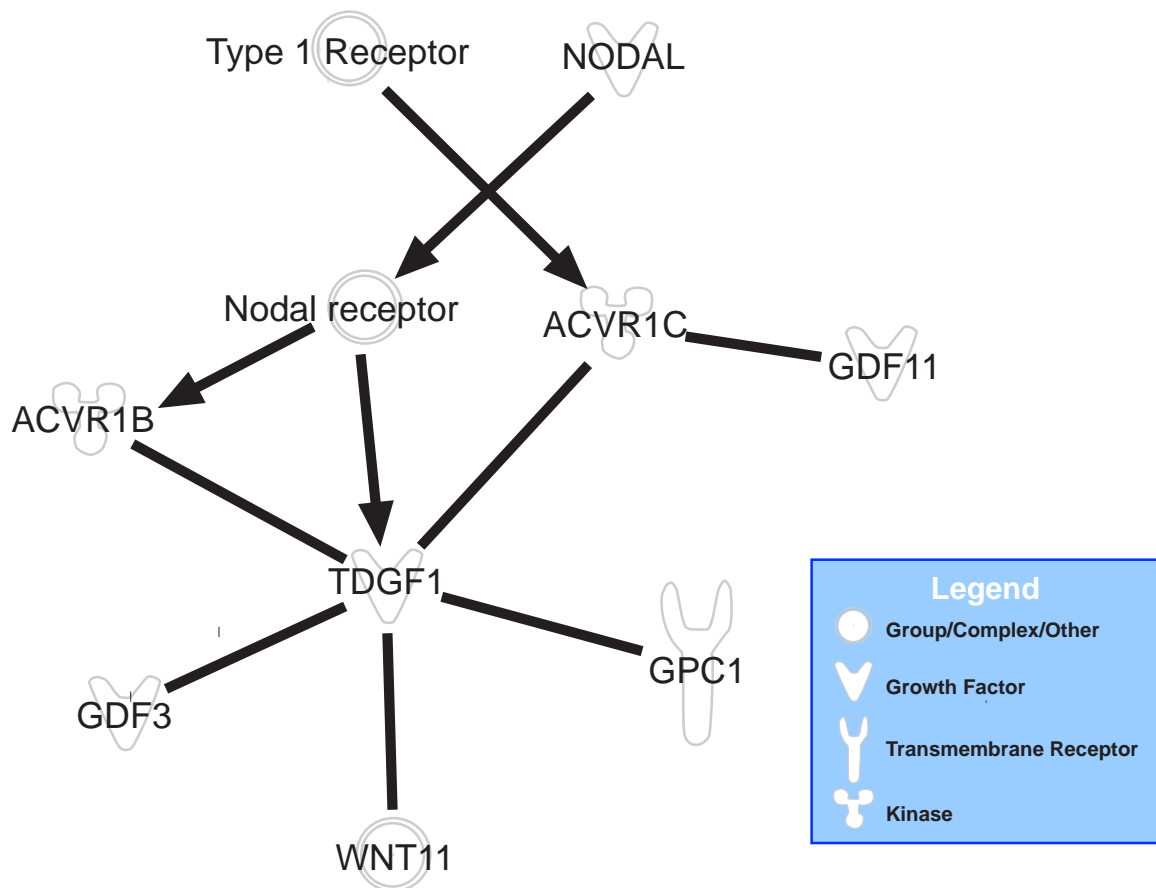 Type 1 Receptor
NODAL
Nodal receptor
ACVR1C
GDF11
ACVR1B
TDGF1
GPC1
GDF3
WNT11
Legend
Group/Complex/Other
Growth Factor
Transmembrane Receptor
Kinase